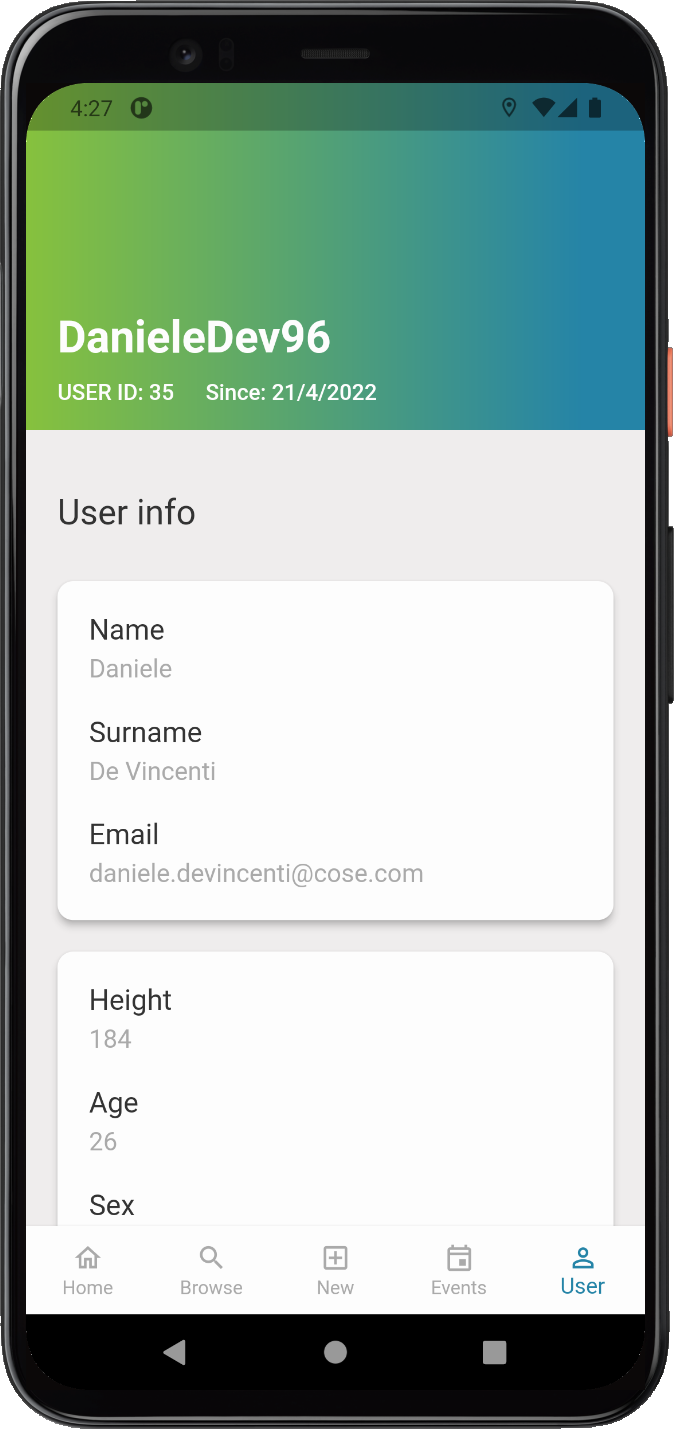 4:27
DanieleDev96
USER ID: 35 Since: 21/4/2022
User info
Name
Daniele
Surname
De Vincenti
Email
daniele.devincenti@cose.com
Height
184
Age
26
Sex
Home Browse New Events User